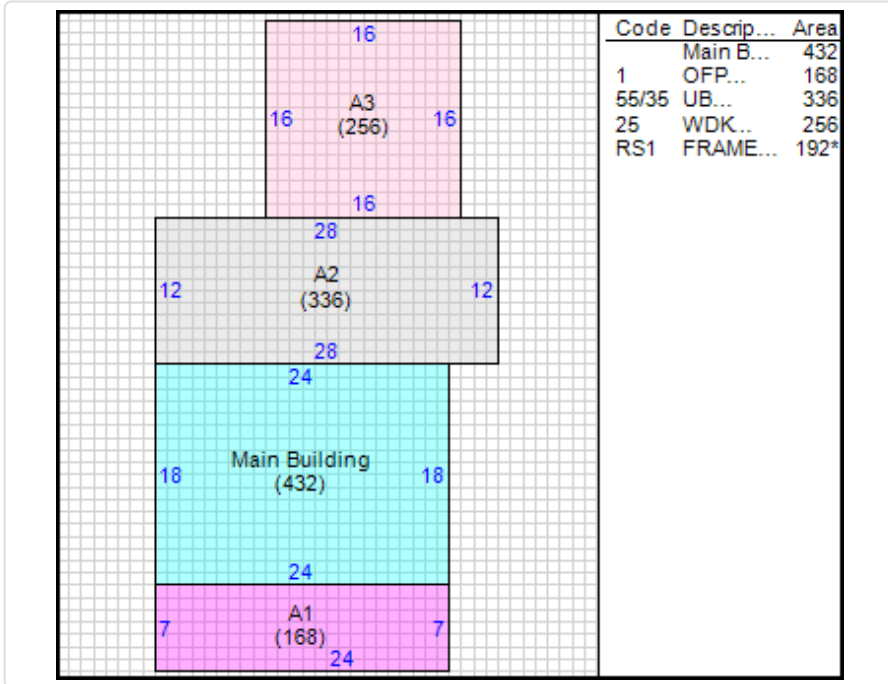 16
A3
16 (256) 16
16
28
A2
12 (336) 12
28
24
Main Building
18 (432) 18
24
A1
7 (168) 7
24
Code Descrip... Area
Main B... 432
1 OFP... 168
55/35 UB... 336
25 WDK... 256
RS1 FRAME... 192*